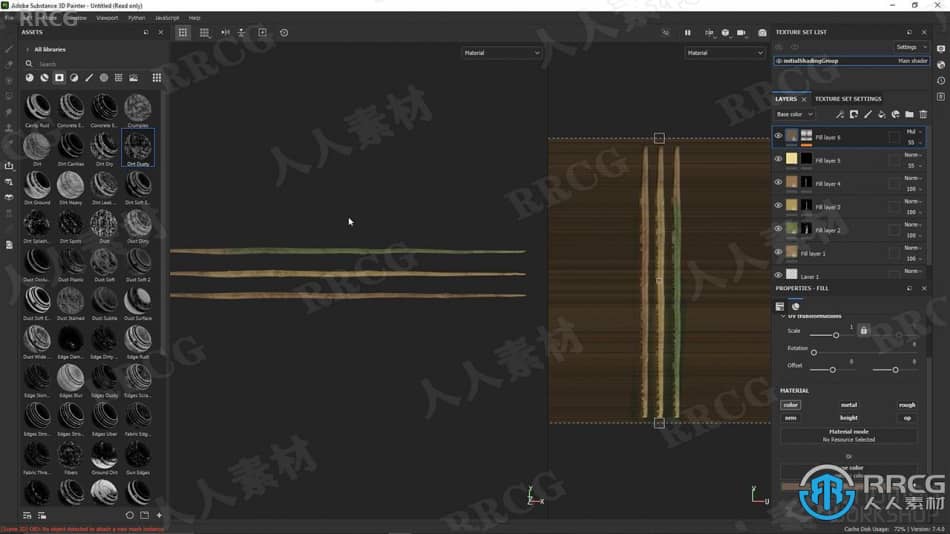 Adobe Substance 3D Painter - Untitled (Read only)
File
Window
Viewport
Python
JavaScript
Help
ASSETS
All libraries
Search
Cavity Rust
Concrete E...
Concrete E...
Crumples
Dirt
Dirt Cavities
Dirt Dry
Dirt Dusty
Dirt Ground
Dirt Heavy
Dirt Leak ...
Dirt Soft E...
Dirt Splash...
Dirt Spots
Dust
Dust Dirty
Dust Occlu...
Dust Plastic
Dust Soft
Dust Soft 2
Dust Soft E...
Dust Stained
Dust Subtle
Dust Surface
Dust Wide ...
Edge Dam...
Edge Dirty ...
Edge Rust
Edge Skin...
Edges Blur
Edges Dusty
Edges Scra...
Edges Stro...
Edges Stro...
Edges Uber
Fabric Edg...
Fabric Thre...
Fibers
Ground Dirt
Gun Edges
Material
Material
TEXTURE SET LIST
Settings
initialShadingGroup
Main shader
LAYERS
TEXTURE SET SETTINGS
Base color
Fill layer 6
Mul
55
Fill layer 5
Norm
55
Fill layer 4
Norm
100
Fill layer 3
Norm
100
Fill layer 2
Norm
100
Fill layer 1
Norm
100
Layer 1
Norm
PROPERTIES - FILL
UV transformations
Scale
1
Rotation
0
Offset
0
0
MATERIAL
color
metal
rough
nrm
height
op
Material mode
No Resource Selected
Or
RRCG
人人素材
WORKSHOP
Cache Disk Usage: 72% | Version: 7.4.0